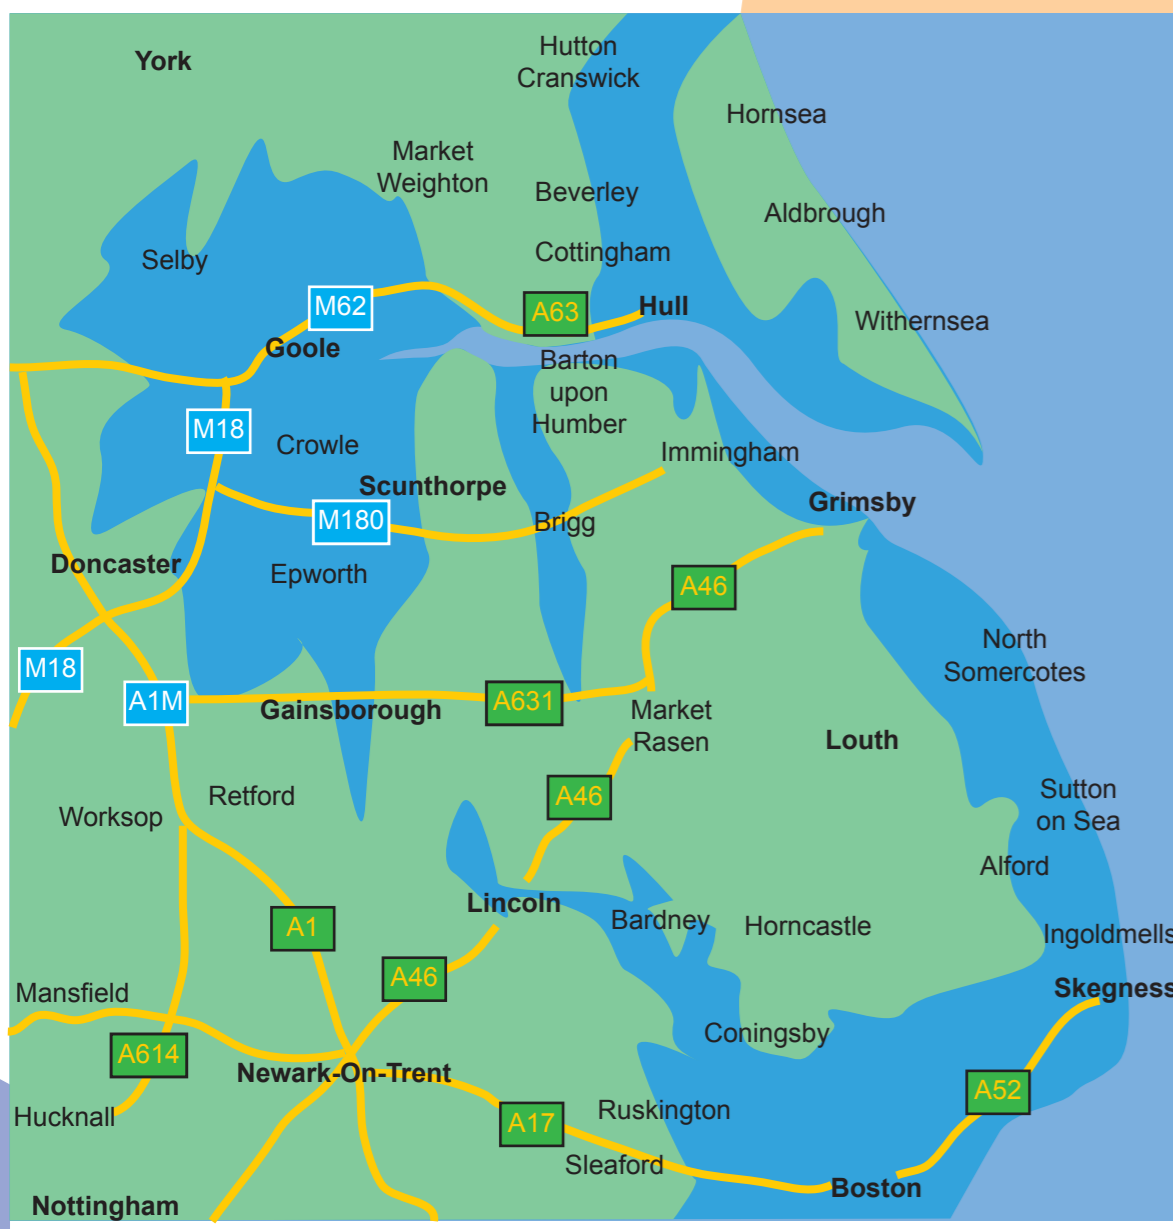 York
Hutton
Cranswick
Hornsea
Market
Weighton
Beverley
Aldbrough
Selby
Cottingham
M62
A63
Hull
Withernsea
Goole
Barton
upon
Humber
M18
Crowle
Immingham
Scunthorpe
Grimsby
M180
Brigg
Doncaster
Epworth
A46
North
Somercotes
M18
A1M
Gainsborough
A631
Market
Rasen
Louth
Retford
A46
Sutton
on Sea
Worksop
Alford
Lincoln
A1
Bardney
Horncastle
Ingoldmells
A46
Mansfield
Skegness
Coningsby
A614
Newark-On-Trent
A52
Hucknall
Ruskington
A17
Sleaford
Boston
Nottingham